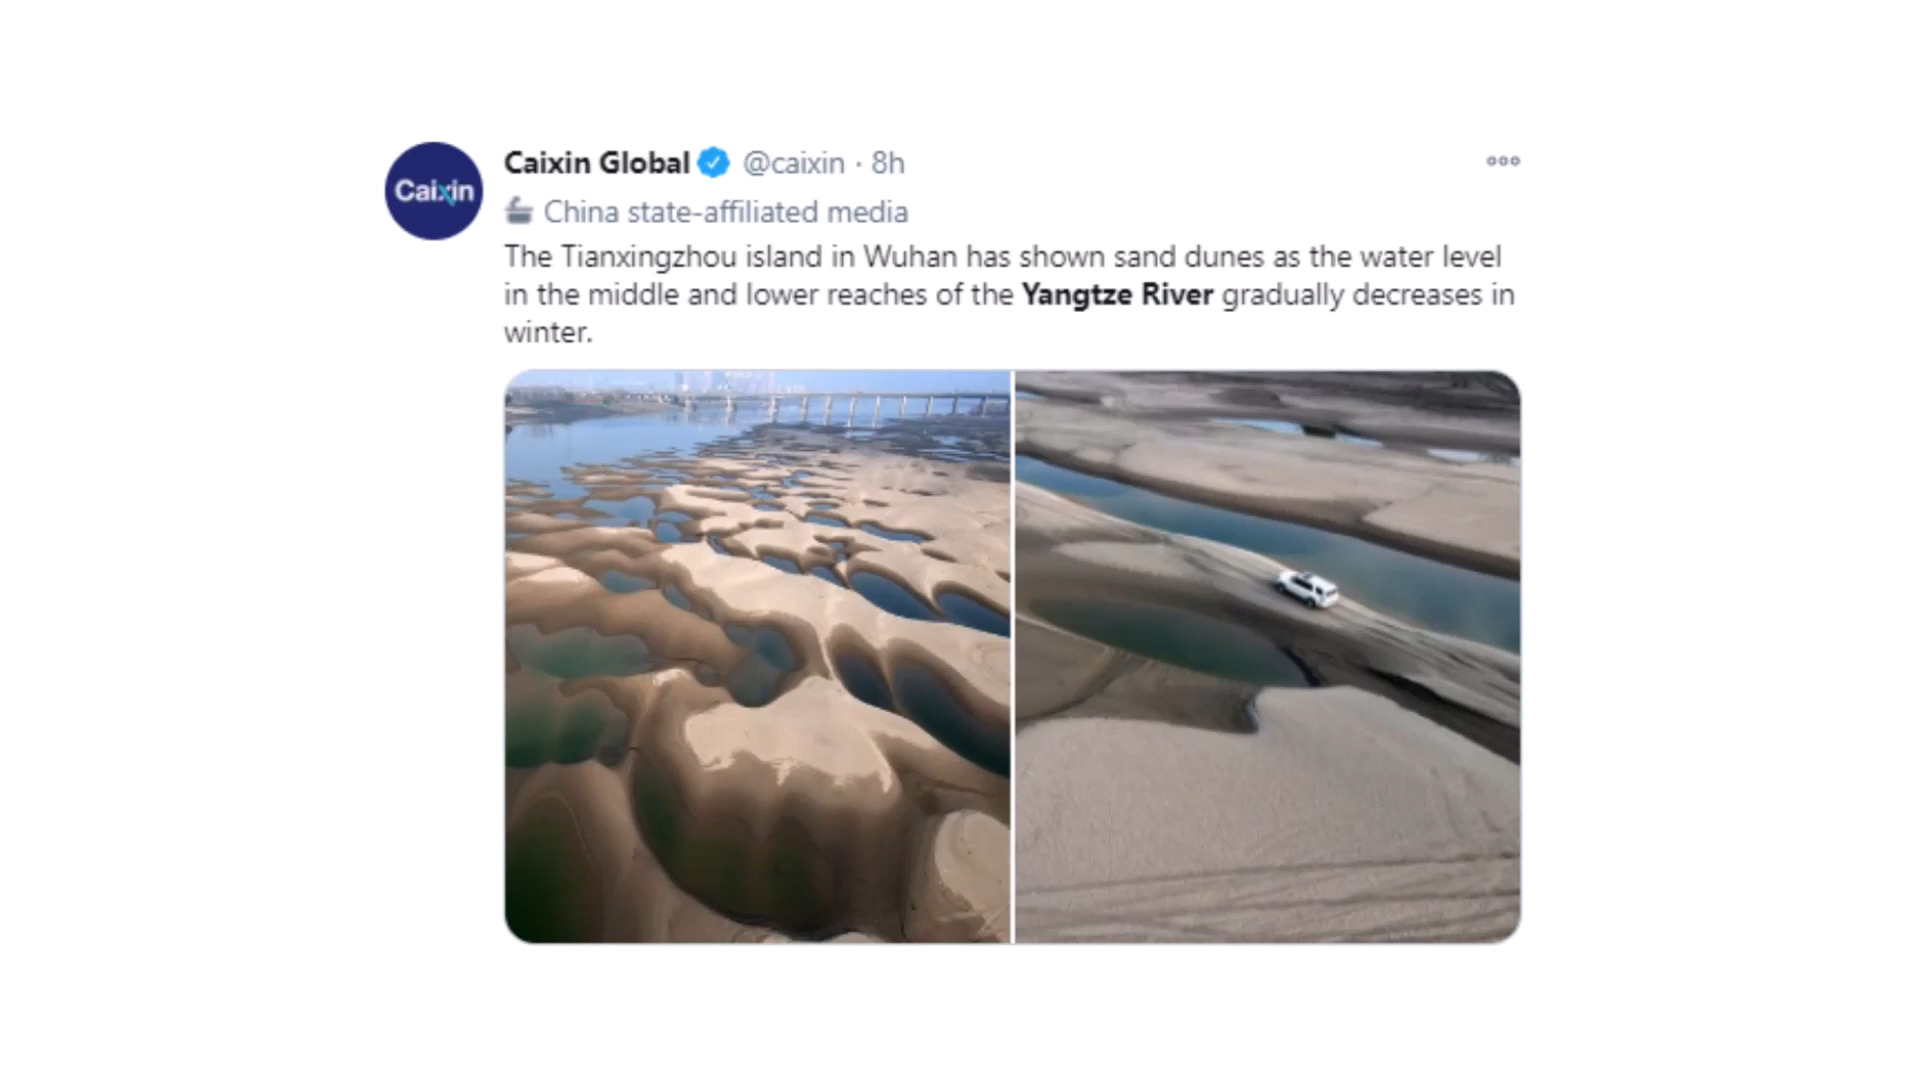 Caixin
Caixin Global @caixin · 8h
China state-affiliated media
The Tianxingzhou island in Wuhan has shown sand dunes as the water level
in the middle and lower reaches of the Yangtze River gradually decreases in
winter.